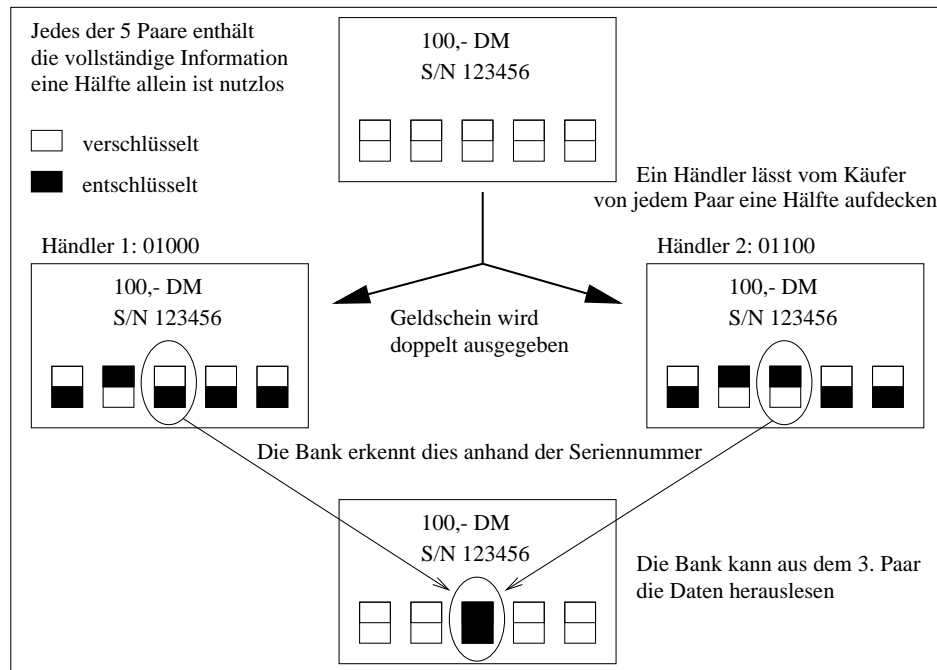 Jedes der 5 Paare enthält
die vollständige Information
eine Hälfte allein ist nutzlos
verschlüsselt
entschlüsselt
100,- DM
S/N 123456
Ein Händler lässt vom Käufer
von jedem Paar eine Hälfte aufdecken
Händler 1: 01000
100,- DM
S/N 123456
Geldschein wird
doppelt ausgegeben
Händler 2: 01100
100,- DM
S/N 123456
Die Bank erkennt dies anhand der Seriennummer
100,- DM
S/N 123456
Die Bank kann aus dem 3. Paar
die Daten herauslesen